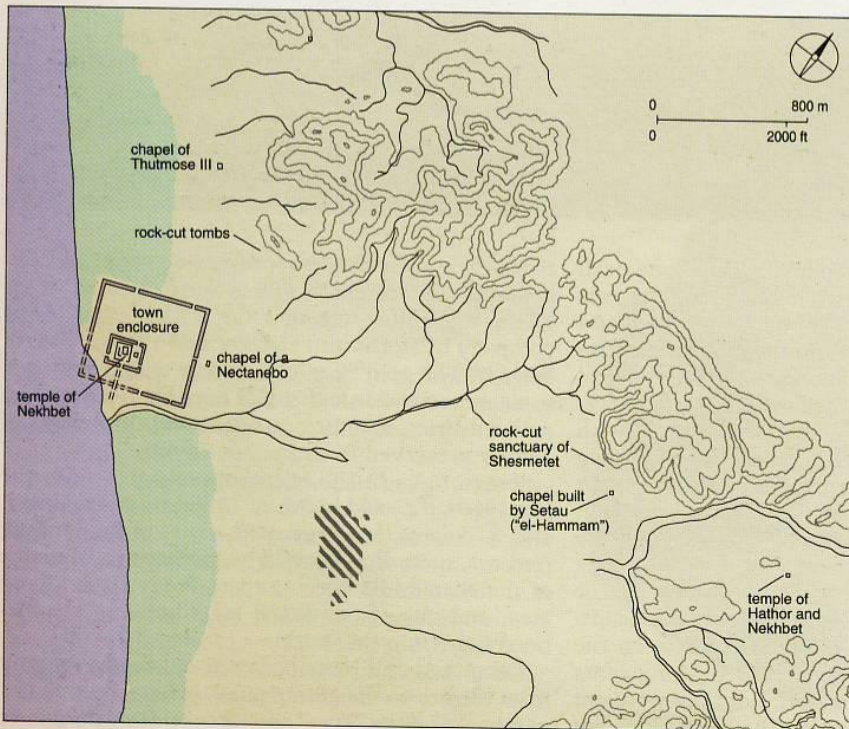 0 800 m
0 2000 ft
chapel of
Thutmose III
rock-cut tombs
town
enclosure
chapel of a
Nectanebo
temple of
Nekhbet
rock-cut
sanctuary of
Shesmetet
chapel built
by Setau
("el-Hammam")
temple of
Hathor and
Nekhbet